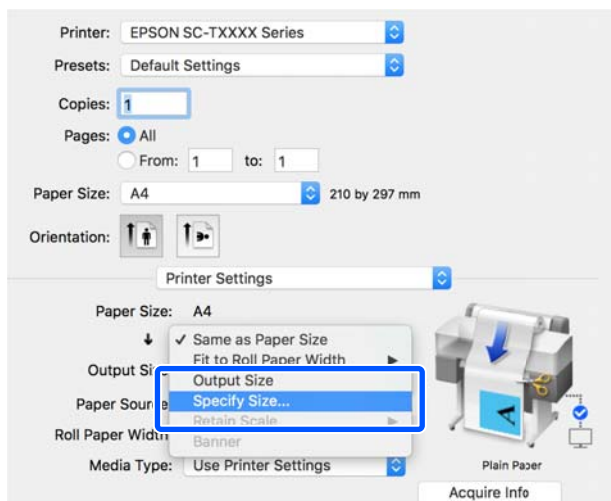 Printer: EPSON SC-TXXXX Series
Presets: Default Settings
Copies: 1
Pages: All
From: 1 to: 1
Paper Size: A4 210 by 297 mm
Orientation:
Printer Settings
Paper Size: A4
Same as Paper Size
Fit to Roll Paper Width
Output Size
Output Size
Paper Source Specify Size...
Retain Scale
Roll Paper Width Banner
Media Type: Use Printer Settings
Plain Paper
Acquire Info